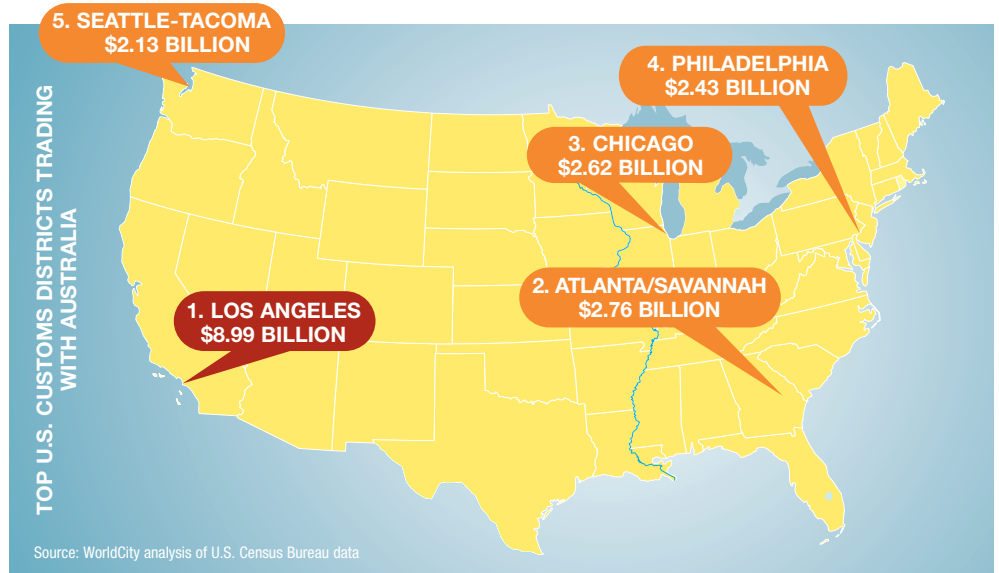 TOP U.S. CUSTOMS DISTRICTS TRADING
WITH AUSTRALIA
5. SEATTLE-TACOMA
$2.13 BILLION
4. PHILADELPHIA
$2.43 BILLION
3. CHICAGO
$2.62 BILLION
2. ATLANTA/SAVANNAH
$2.76 BILLION
1. LOS ANGELES
$8.99 BILLION
Source: WorldCity analysis of U.S. Census Bureau data